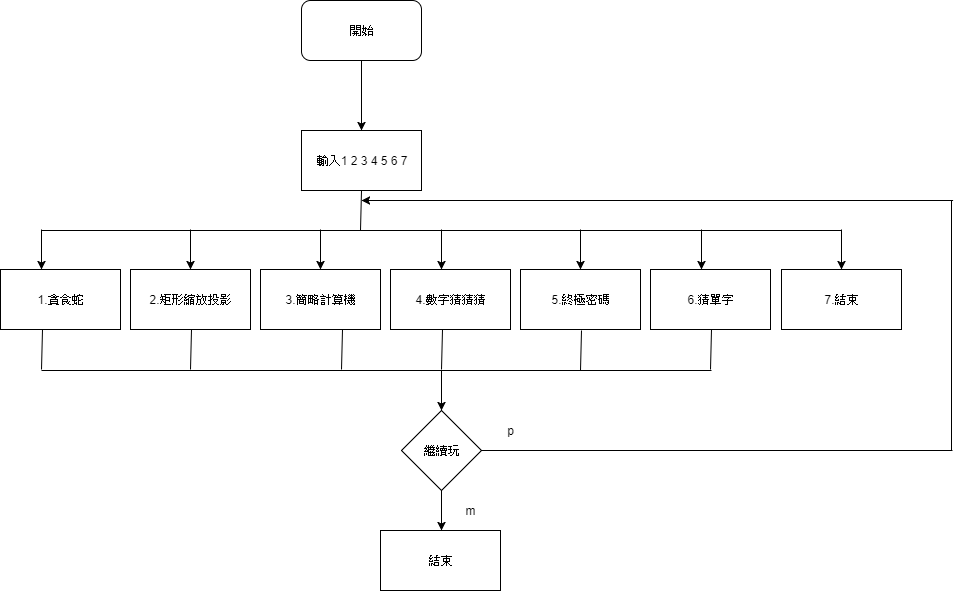 開始
輸入1 2 3 4 5 6 7
1.貪食蛇
2.矩形縮放投影
3.簡略計算機
4.數字猜猜猜
5.終極密碼
6.猜單字
7.結束
p
繼續玩
m
結束